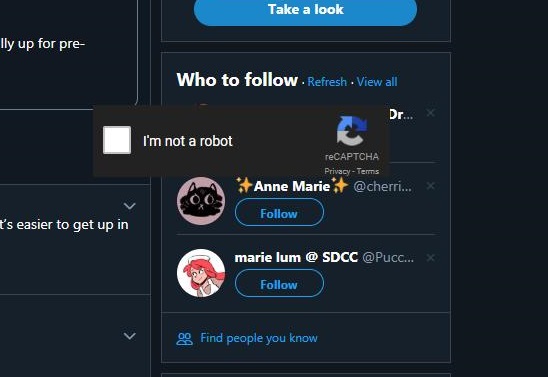 Take a look
lly up for pre-
Who to follow · Refresh · View all
Dr...
I'm not a robot
reCAPTCHA
Privacy - Terms
✨Anne Marie✨ @cherri...
Follow
t's easier to get up in
marie lum @ SDCC @Pucc...
Follow
Find people you know